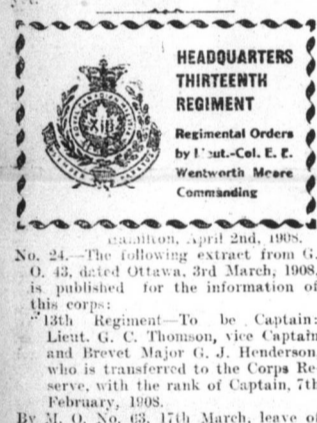 HEADQUARTERS
THIRTEENTH
REGIMENT
Regimental Orders
by Lieut.-Col. E. E.
Wentworth Moore
Commanding
XIII
SEMPER PARATUS
Hamilton, April 2nd, 1908.
No. 24.—The following extract from G.
O. 43, dated Ottawa, 3rd March, 1908,
is published for the information of
this corps:
"13th Regiment—To be Captain:
Lieut. G. C. Thomson, vice Captain
and Brevet Major G. J. Henderson
who is transferred to the Corps Re-
serve, with the rank of Captain, 7th
February, 1908.
By M. O. No. 63, 17th March, leave of